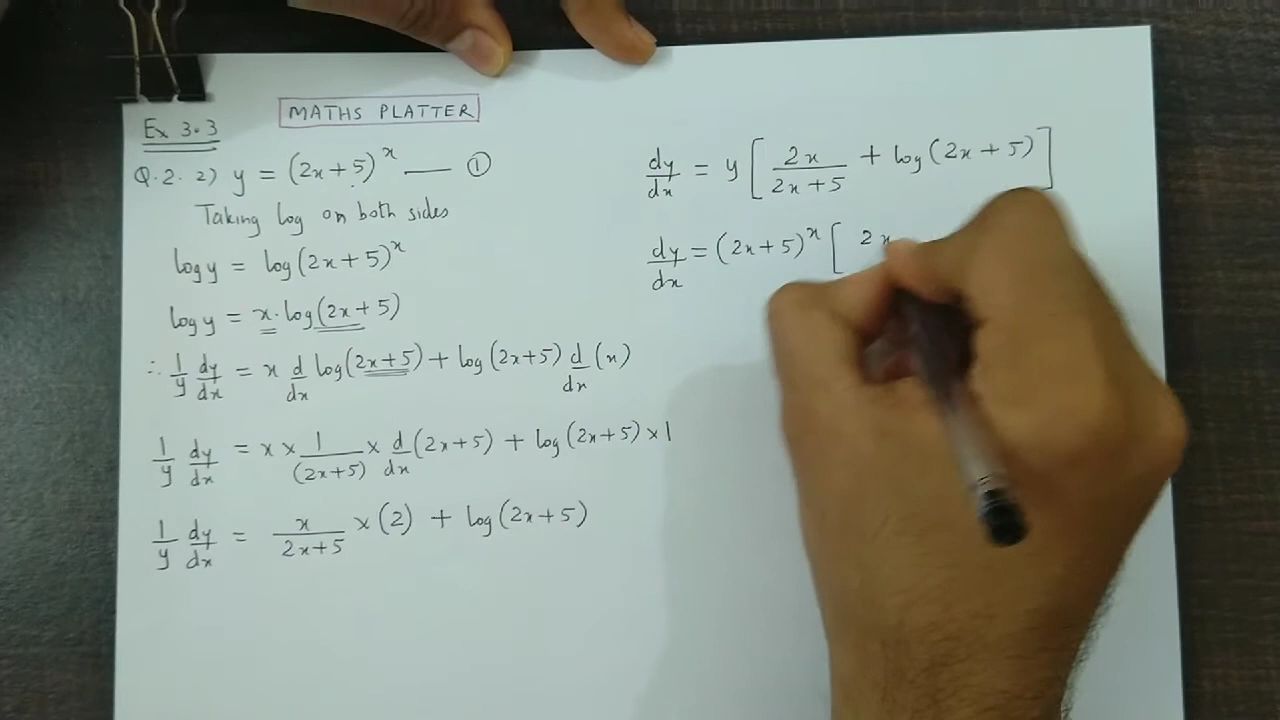 MATHS PLATTER
Ex 3.3
Q.2. 2) y = (2x+5)^x —— ①
Taking log on both sides
log y = log(2x+5)^x
log y = x·log(2x+5)
∴ 1/y dy/dx = x d/dx log(2x+5) + log(2x+5) d/dx (x)
1/y dy/dx = x × 1/(2x+5) × d/dx (2x+5) + log(2x+5) × 1
1/y dy/dx = x/2x+5 × (2) + log(2x+5)
dy/dx = y [ 2x/2x+5 + log(2x+5) ]
dy/dx = (2x+5)^x [ 2x